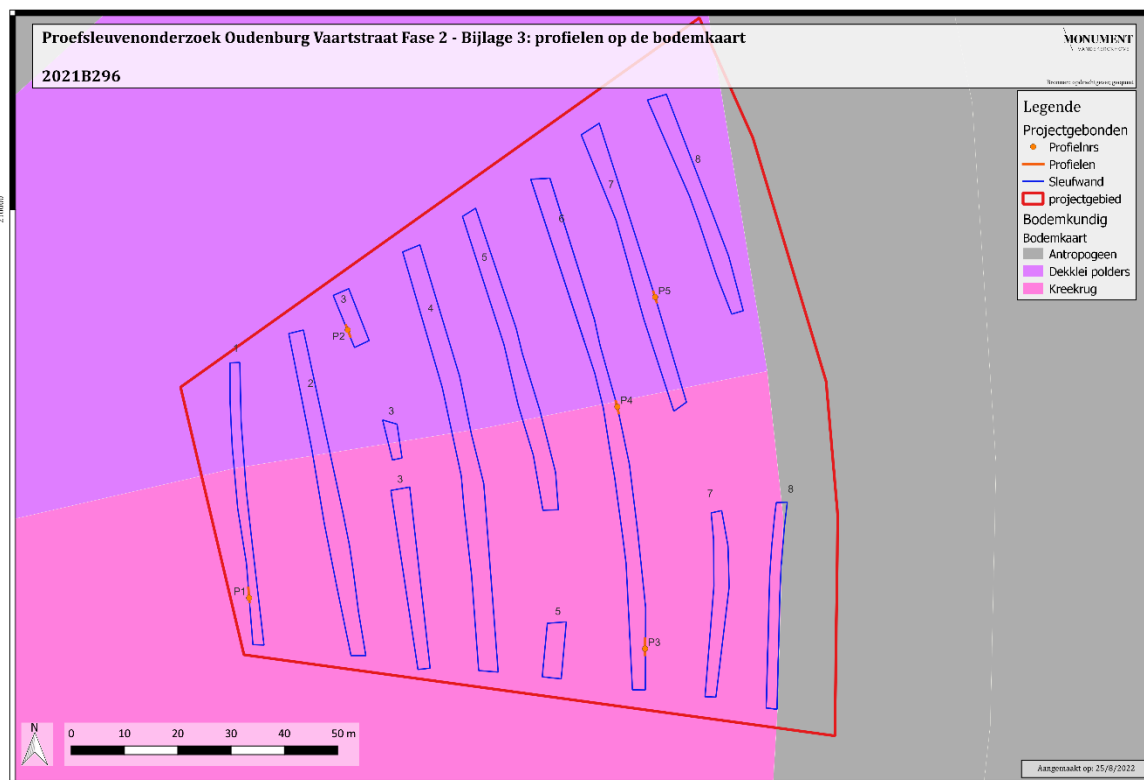 Proefsleuvenonderzoek Oudenburg Vaartstraat Fase 2 - Bijlage 3: profielen op de bodemkaart
2021B296
MONUMENT
Legende
Projectgebonden
Profielnrs
Profielen
Sleufwand
projectgebied
Bodemkundig
Bodemkaart
Antropogeen
Dekklei polders
Kreekrug
8
7
6
5
3
4
P5
P2
1
2
P4
3
3
7
8
P1
5
P3
N
0 10 20 30 40 50 m
Aangemaakt op: 25/8/2022